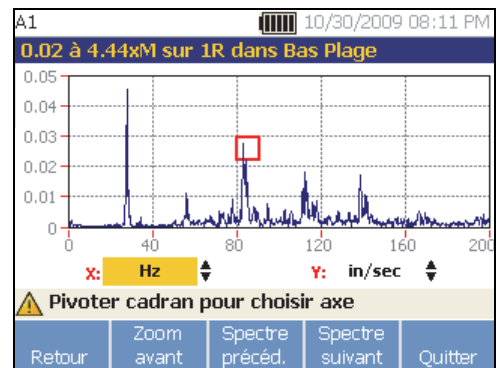 A1 10/30/2009 08:11 PM
0.02 à 4.44xM sur 1R dans Bas Plage
0.05
0.04
0.03
0.02
0.01
0
0 40 80 120 160 200
X: Hz Y: in/sec
Pivoter cadran pour choisir axe
Retour Zoom avant Spectre précéd. Spectre suivant Quitter